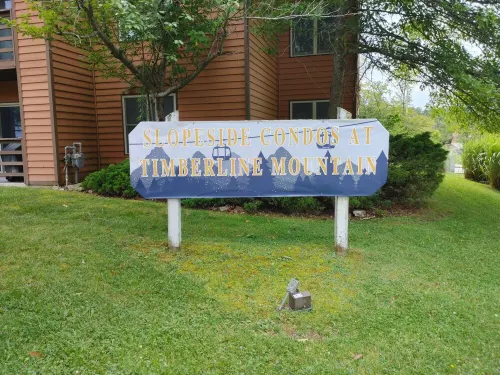 SLOPESIDE CONDOS AT
TIMBERLINE MOUNTAIN